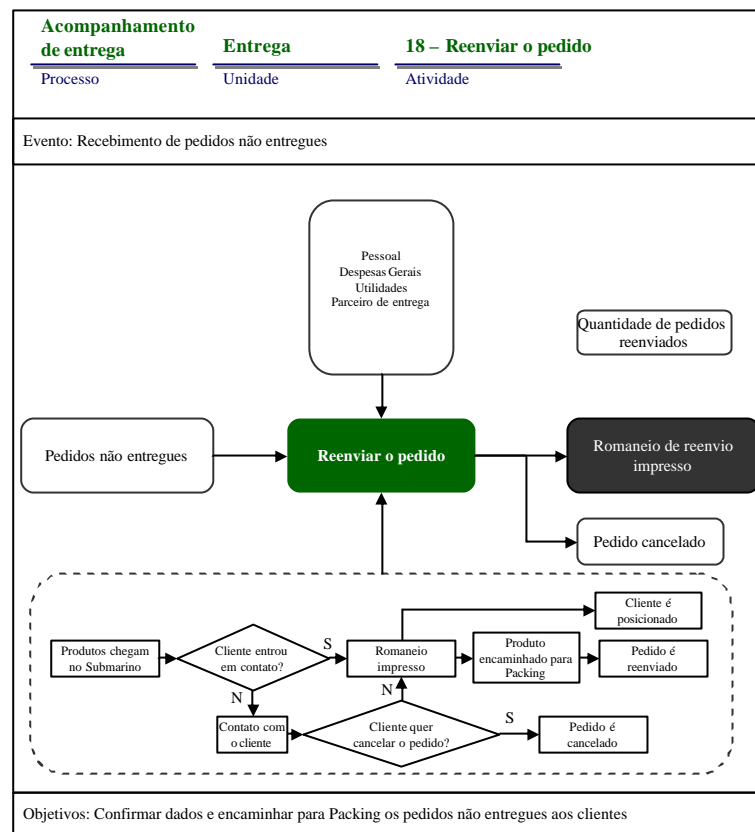 Acompanhamento
de entrega
Entrega
18 – Reenviar o pedido
Processo
Unidade
Atividade
Evento: Recebimento de pedidos não entregues
Pessoal
Despesas Gerais
Utilidades
Parceiro de entrega
Quantidade de pedidos
reenviados
Pedidos não entregues
Reenviar o pedido
Romaneio de reenvio
impresso
Pedido cancelado
Cliente é
posicionado
Produtos chegam
no Submarino
Cliente entrou
em contato?
S
Romaneio
impresso
Produto
encaminhado para
Packing
Pedido é
reenviado
N
N
Contato com
o cliente
Cliente quer
cancelar o pedido?
S
Pedido é
cancelado
Objetivos: Confirmar dados e encaminhar para Packing os pedidos não entregues aos clientes